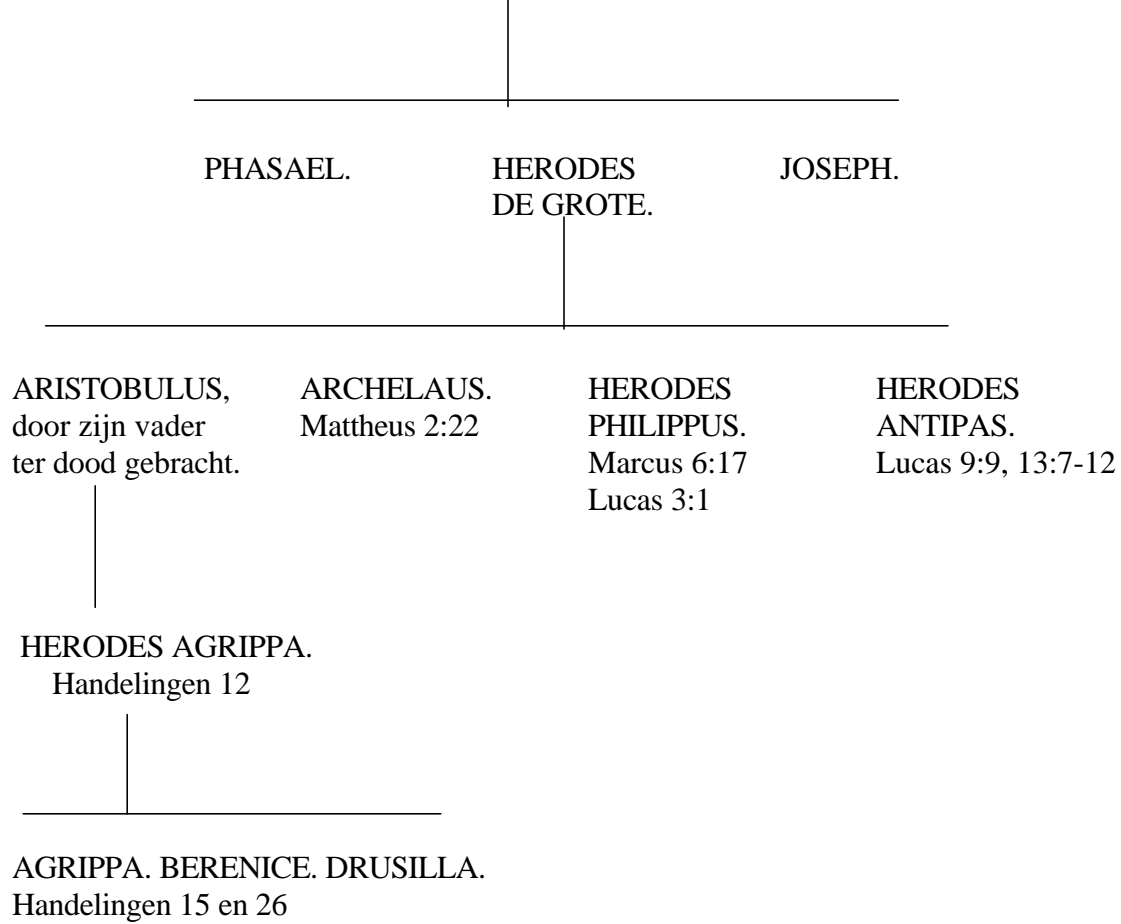 PHASAEL. HERODES JOSEPH.
DE GROTE.
ARISTOBULUS, ARCHELAUS. HERODES HERODES
door zijn vader Mattheus 2:22 PHILIPPUS. ANTIPAS.
ter dood gebracht. Marcus 6:17 Lucas 9:9, 13:7-12
Lucas 3:1
HERODES AGRIPPA.
Handelingen 12
AGRIPPA. BERENICE. DRUSILLA.
Handelingen 15 en 26